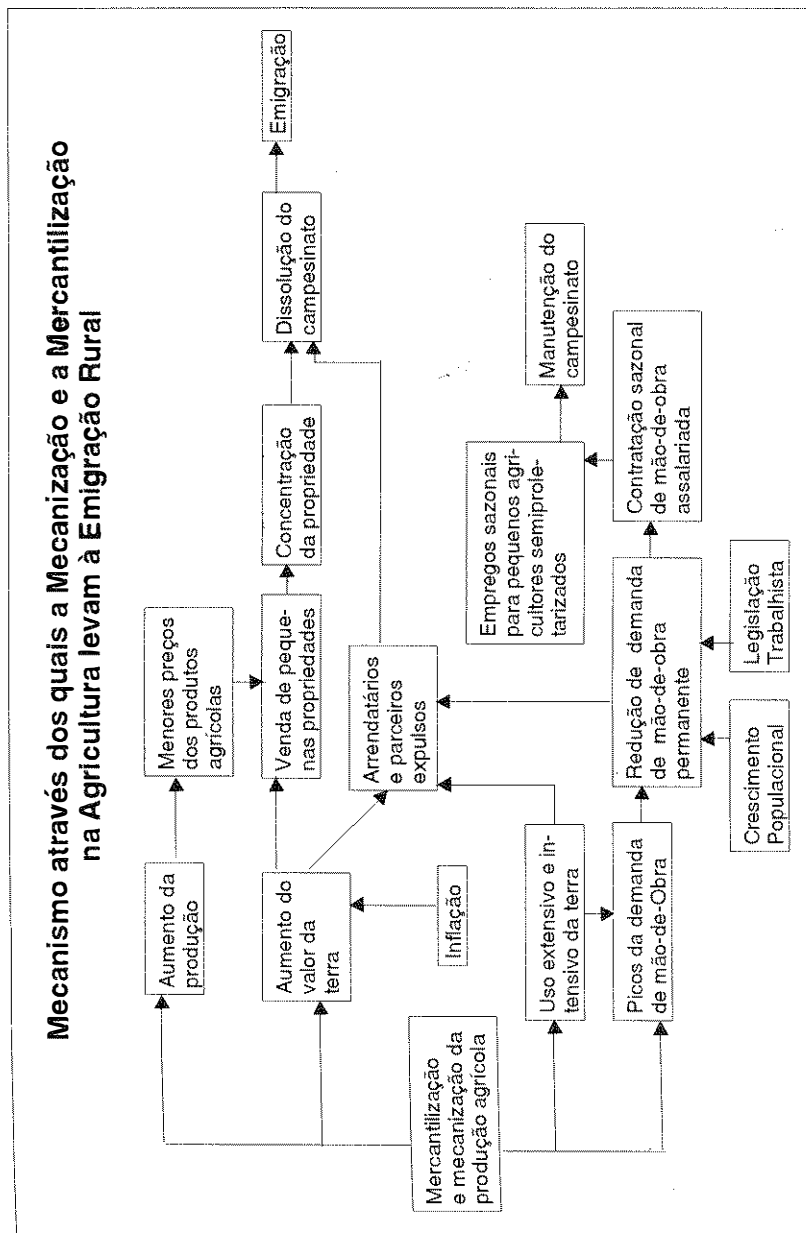 Mecanismo através dos quais a Mecanização e a Mercantilização
na Agricultura levam à Emigração Rural
Mercantilização
e mecanização da
produção agrícola
Aumento da
produção
Menores preços
dos produtos
agrícolas
Aumento do
valor da
terra
Inflação
Venda de peque-
nas propriedades
Concentração
da propriedade
Dissolução do
campesinato
Emigração
Arrendatários
e parceiros
expulsos
Uso extensivo e in-
tensivo da terra
Picos da demanda
de mão-de-Obra
Redução de demanda
de mão-de-obra
permanente
Crescimento
Populacional
Legislação
Trabalhista
Contratação sazonal
de mão-de-obra
assalariada
Empregos sazonais
para pequenos agri-
cultores semiprole-
tarizados
Manutenção do
campesinato